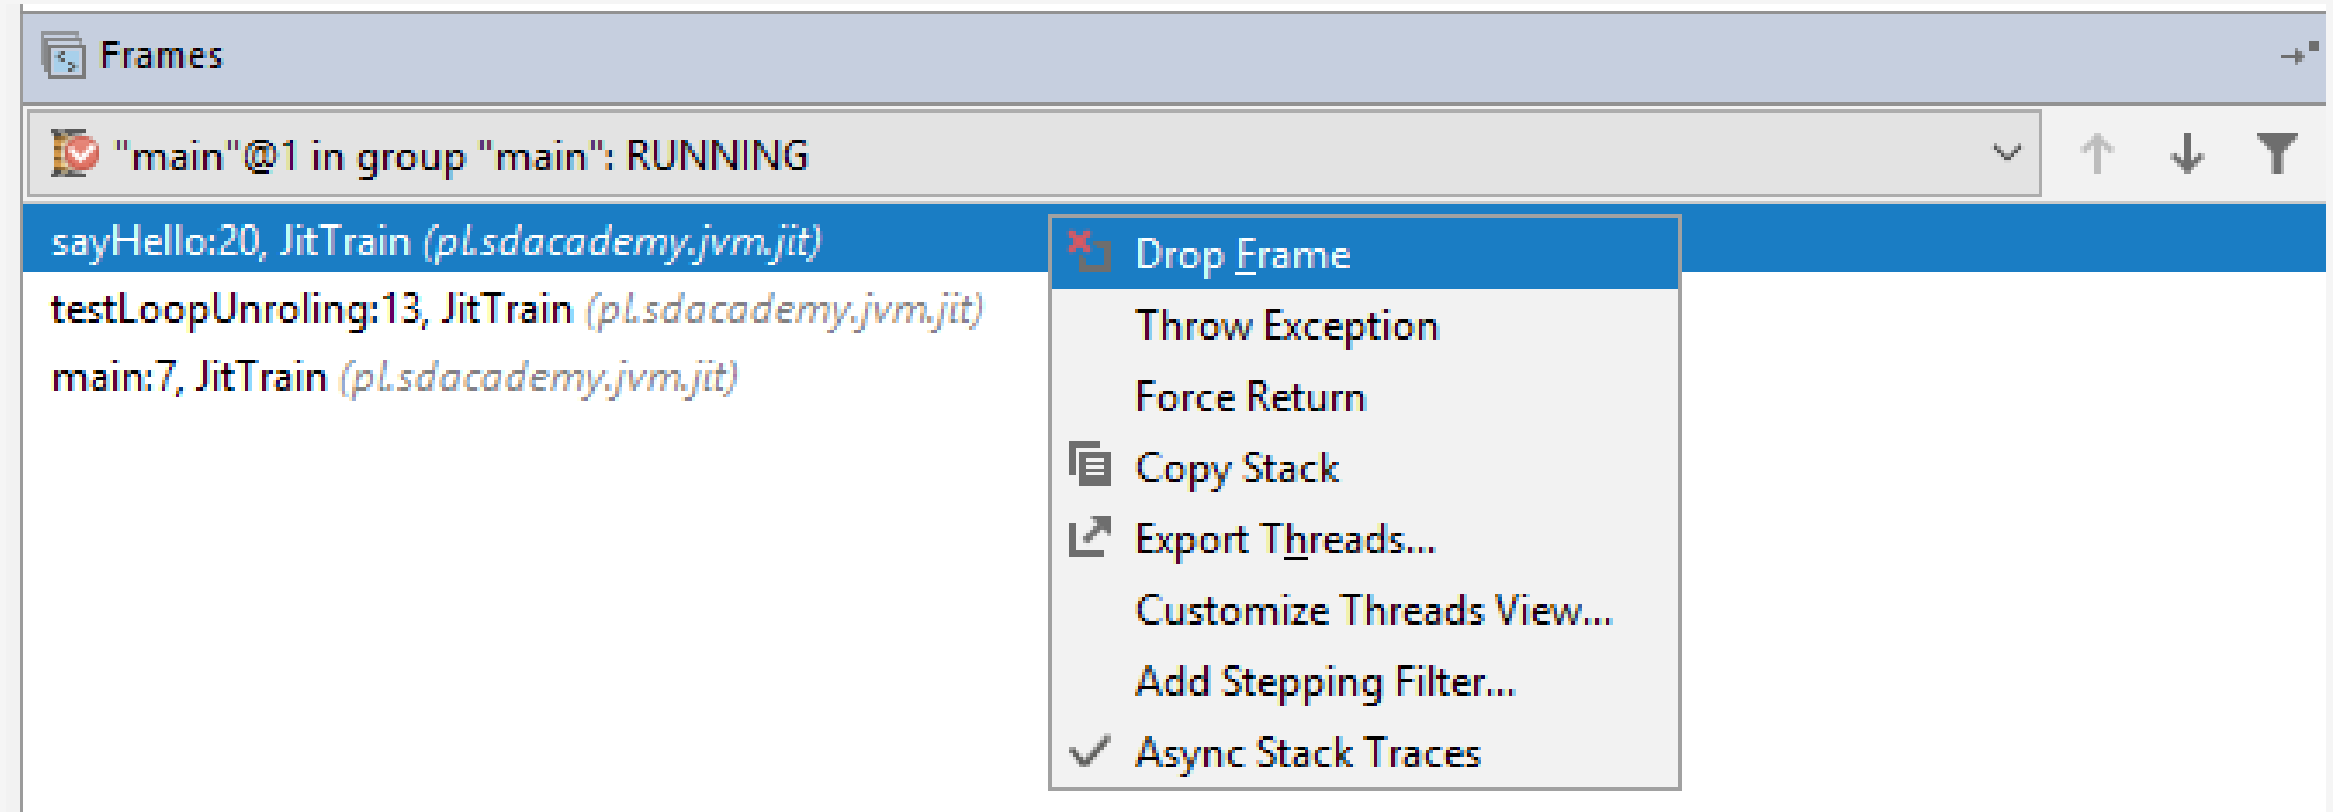 Frames
"main"@1 in group "main": RUNNING
sayHello:20, JitTrain (pl.sdacademy.jvm.jit)
testLoopUnroling:13, JitTrain (pl.sdacademy.jvm.jit)
main:7, JitTrain (pl.sdacademy.jvm.jit)
Drop Frame
Throw Exception
Force Return
Copy Stack
Export Threads...
Customize Threads View...
Add Stepping Filter...
Async Stack Traces